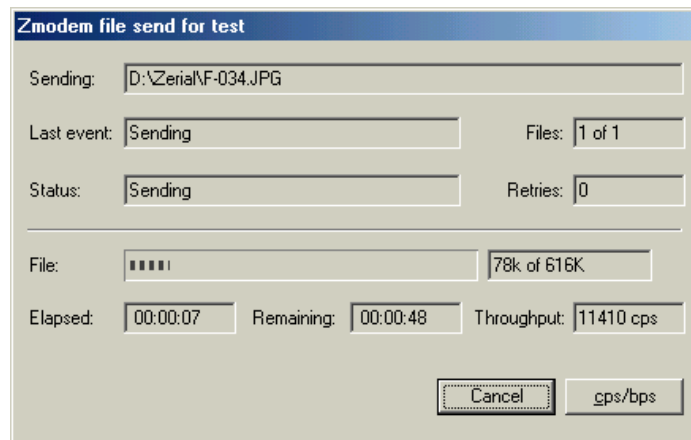 Zmodem file send for test
Sending: D:\Zerial\F-034.JPG
Last event: Sending Files: 1 of 1
Status: Sending Retries: 0
File: 78k of 616K
Elapsed: 00:00:07 Remaining: 00:00:48 Throughput: 11410 cps
Cancel cps/bps